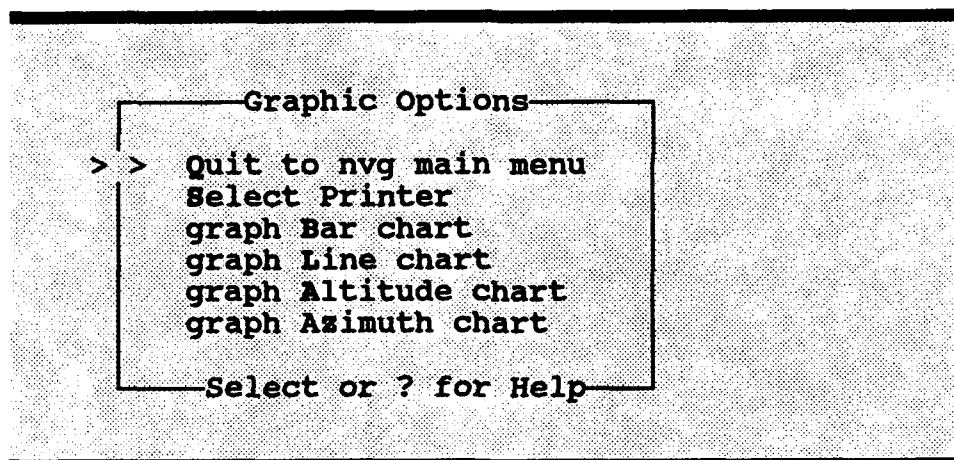 Graphic Options
> > Quit to nvg main menu
Select Printer
graph Bar chart
graph Line chart
graph Altitude chart
graph Azimuth chart
Select or ? for Help